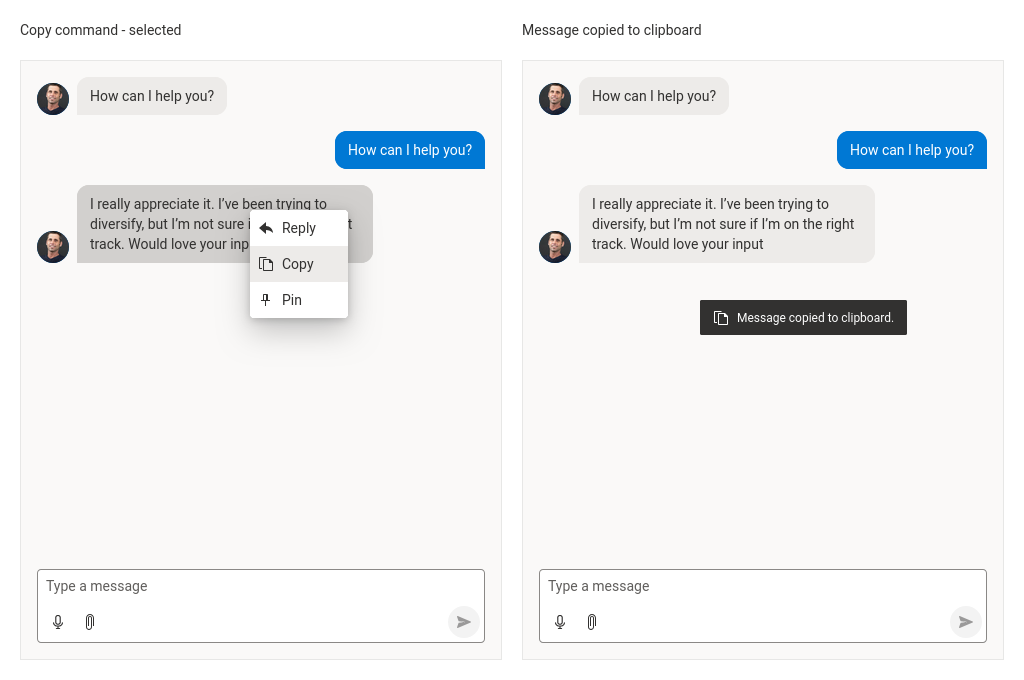 Copy command - selected
How can I help you?
How can I help you?
I really appreciate it. I’ve been trying to
diversify, but I’m not sure i t
track. Would love your inp
Reply
Copy
Pin
Type a message
Message copied to clipboard
How can I help you?
How can I help you?
I really appreciate it. I’ve been trying to
diversify, but I’m not sure if I’m on the right
track. Would love your input
Message copied to clipboard.
Type a message